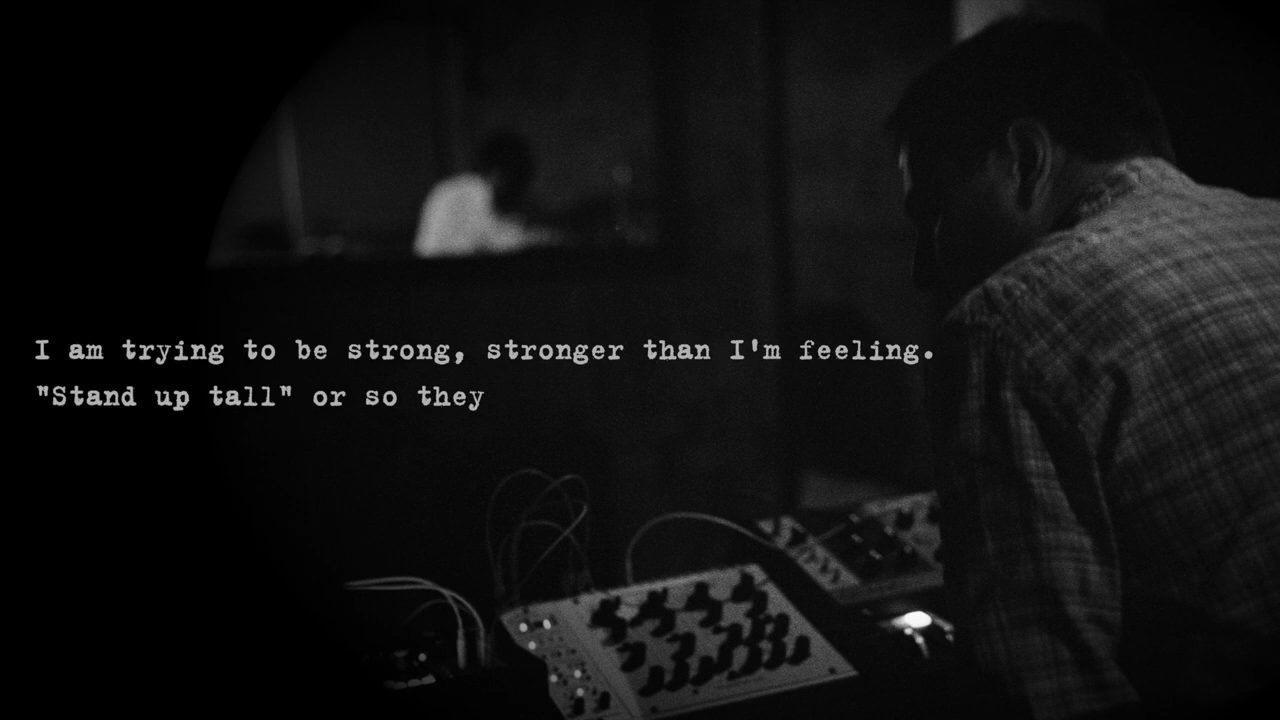 I am trying to be strong, stronger than I'm feeling.
"Stand up tall" or so they